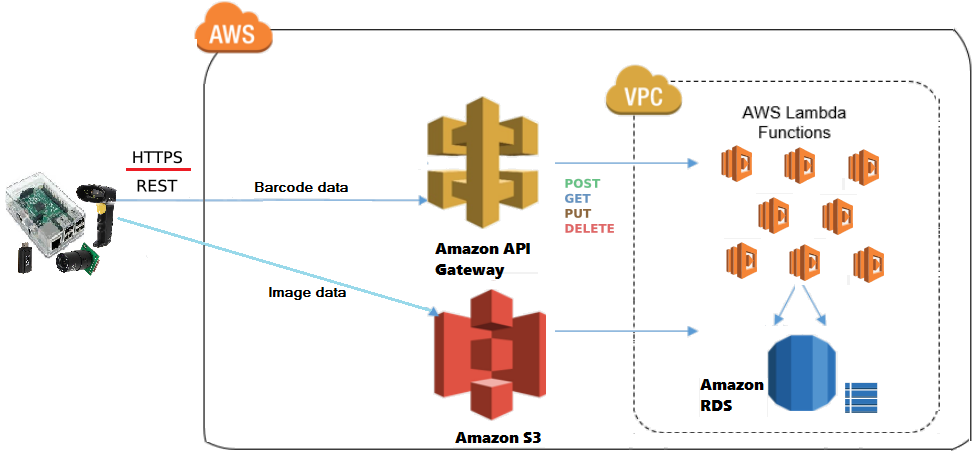 AWS
VPC
AWS Lambda
Functions
HTTPS
REST
Barcode data
POST
GET
PUT
DELETE
Amazon API
Gateway
Image data
Amazon
RDS
Amazon S3